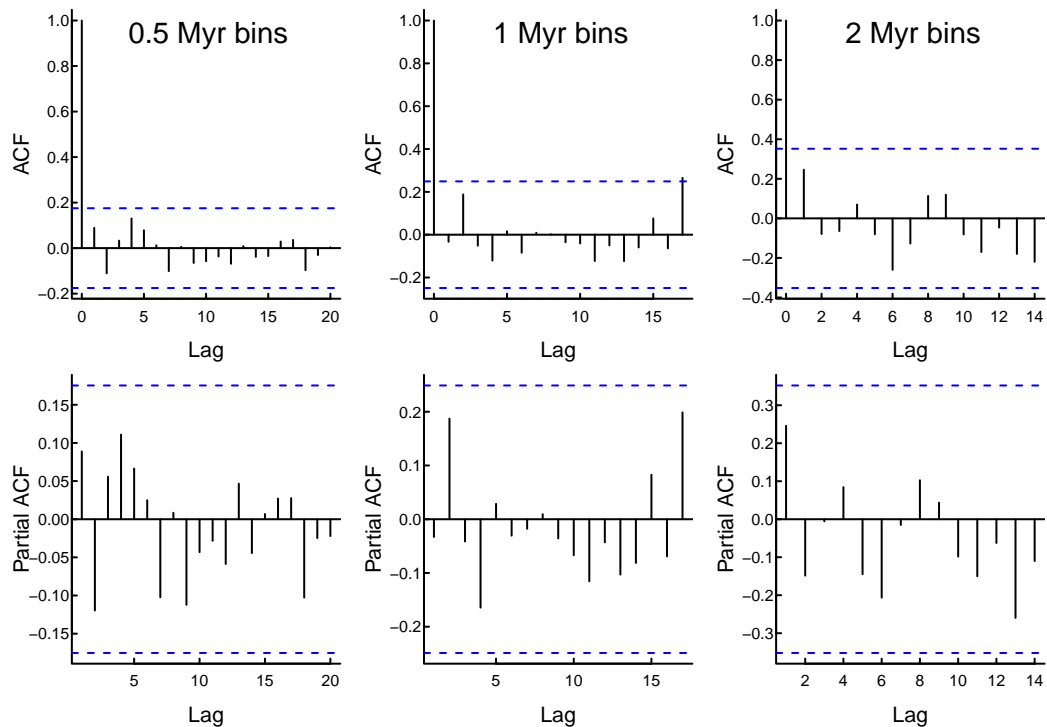 0.5 Myr bins
ACF
1.0
0.8
0.6
0.4
0.2
0.0
−0.2
0 5 10 15 20
Lag
1 Myr bins
ACF
1.0
0.8
0.6
0.4
0.2
0.0
−0.2
0 5 10 15
Lag
2 Myr bins
ACF
1.0
0.8
0.6
0.4
0.2
0.0
−0.2
−0.4
0 2 4 6 8 10 12 14
Lag
Partial ACF
0.15
0.10
0.05
0.00
−0.05
−0.10
−0.15
5 10 15 20
Lag
Partial ACF
0.2
0.1
0.0
−0.1
−0.2
5 10 15
Lag
Partial ACF
0.3
0.2
0.1
0.0
−0.1
−0.2
−0.3
2 4 6 8 10 12 14
Lag